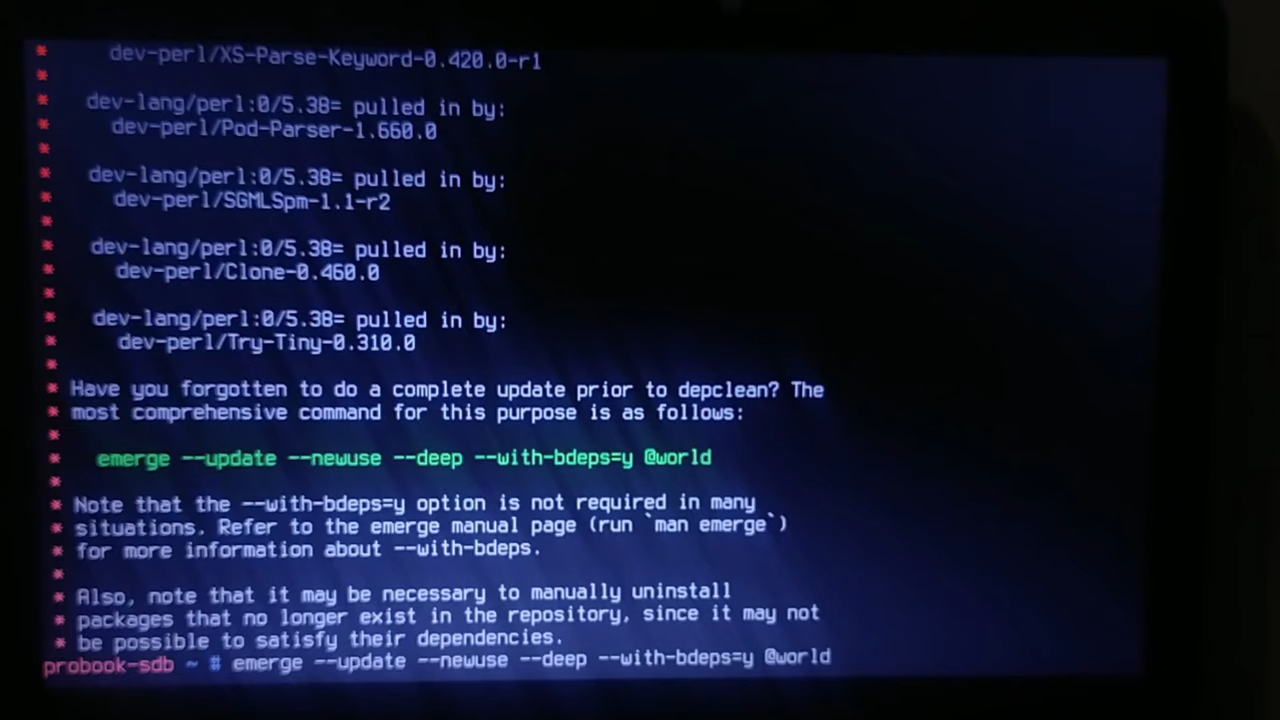 * dev-perl/XS-Parse-Keyword-0.420.0-r1
*
* dev-lang/perl:0/5.38= pulled in by:
* dev-perl/Pod-Parser-1.660.0
*
* dev-lang/perl:0/5.38= pulled in by:
* dev-perl/SGMLSpm-1.1-r2
*
* dev-lang/perl:0/5.38= pulled in by:
* dev-perl/Clone-0.460.0
*
* dev-lang/perl:0/5.38= pulled in by:
* dev-perl/Try-Tiny-0.310.0
*
* Have you forgotten to do a complete update prior to depclean? The
* most comprehensive command for this purpose is as follows:
*
* emerge --update --newuse --deep --with-bdeps=y @world
*
* Note that the --with-bdeps=y option is not required in many
* situations. Refer to the emerge manual page (run `man emerge`)
* for more information about --with-bdeps.
*
* Also, note that it may be necessary to manually uninstall
* packages that no longer exist in the repository, since it may not
* be possible to satisfy their dependencies.
probook-sdb ~ # emerge --update --newuse --deep --with-bdeps=y @world